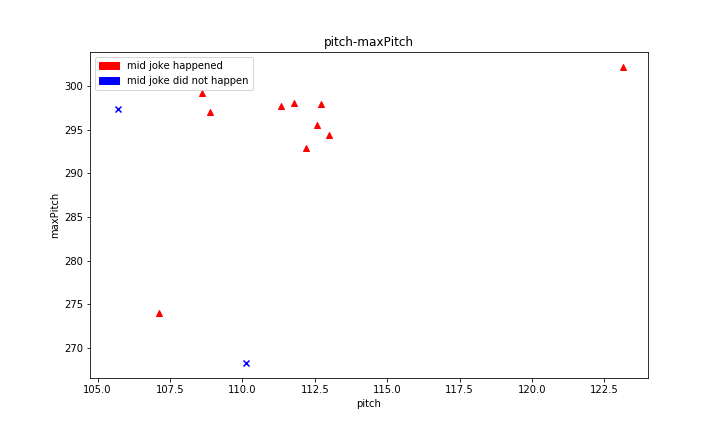 pitch-maxPitch
mid joke happened
mid joke did not happen
300
295
290
285
280
275
270
maxPitch
105.0 107.5 110.0 112.5 115.0 117.5 120.0 122.5
pitch